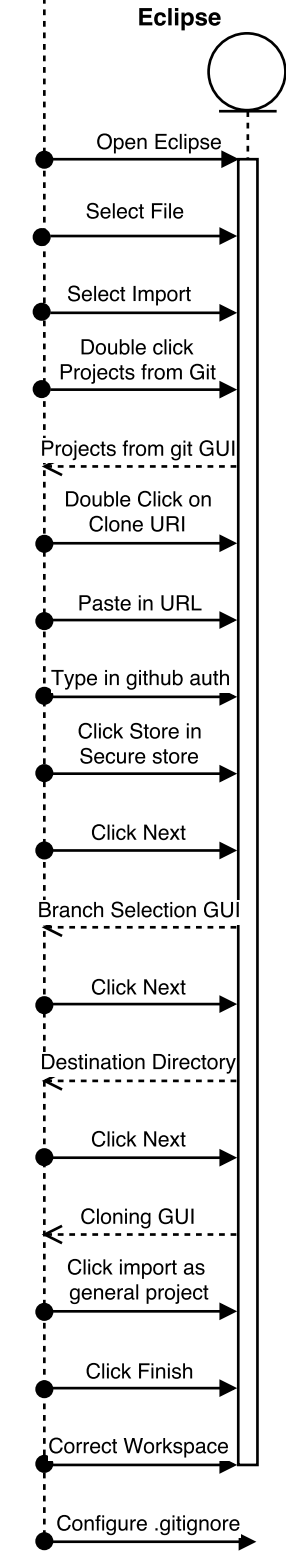 Eclipse
Open Eclipse
Select File
Select Import
Double click
Projects from Git
Projects from git GUI
Double Click on
Clone URI
Paste in URL
Type in github auth
Click Store in
Secure store
Click Next
Branch Selection GUI
Click Next
Destination Directory
Click Next
Cloning GUI
Click import as
general project
Click Finish
Correct Workspace
Configure .gitignore